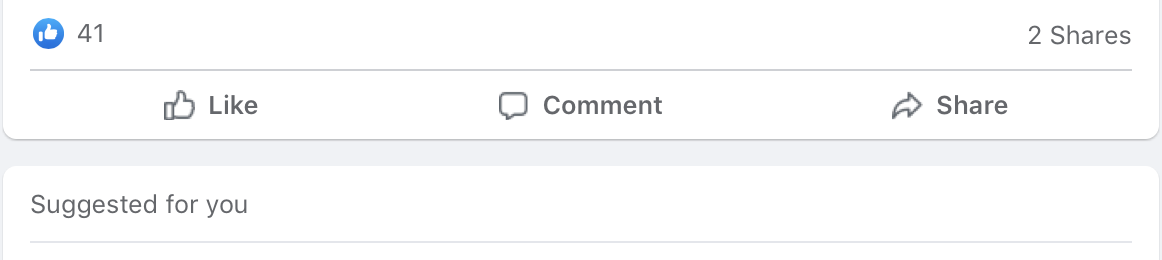 41 2 Shares
Like Comment Share
Suggested for you